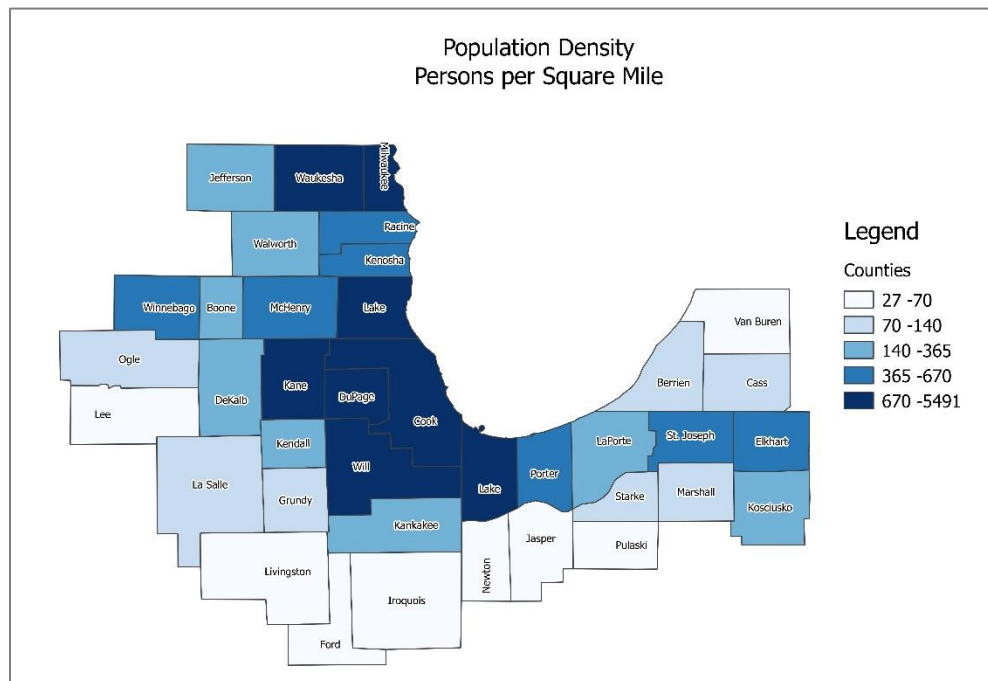 Population Density
Persons per Square Mile
Milwaukee
Jefferson
Waukesha
Racine
Walworth
Kenosha
Winnebago
Boone
McHenry
Lake
Ogle
Lee
DeKalb
Kane
DuPage
Cook
Kendall
La Salle
Will
Grundy
Kankakee
Livingston
Iroquois
Ford
Lake
Porter
LaPorte
St. Joseph
Elkhart
Van Buren
Berrien
Cass
Starke
Marshall
Kosciusko
Newton
Jasper
Pulaski
Legend
Counties
27 -70
70 -140
140 -365
365 -670
670 -5491